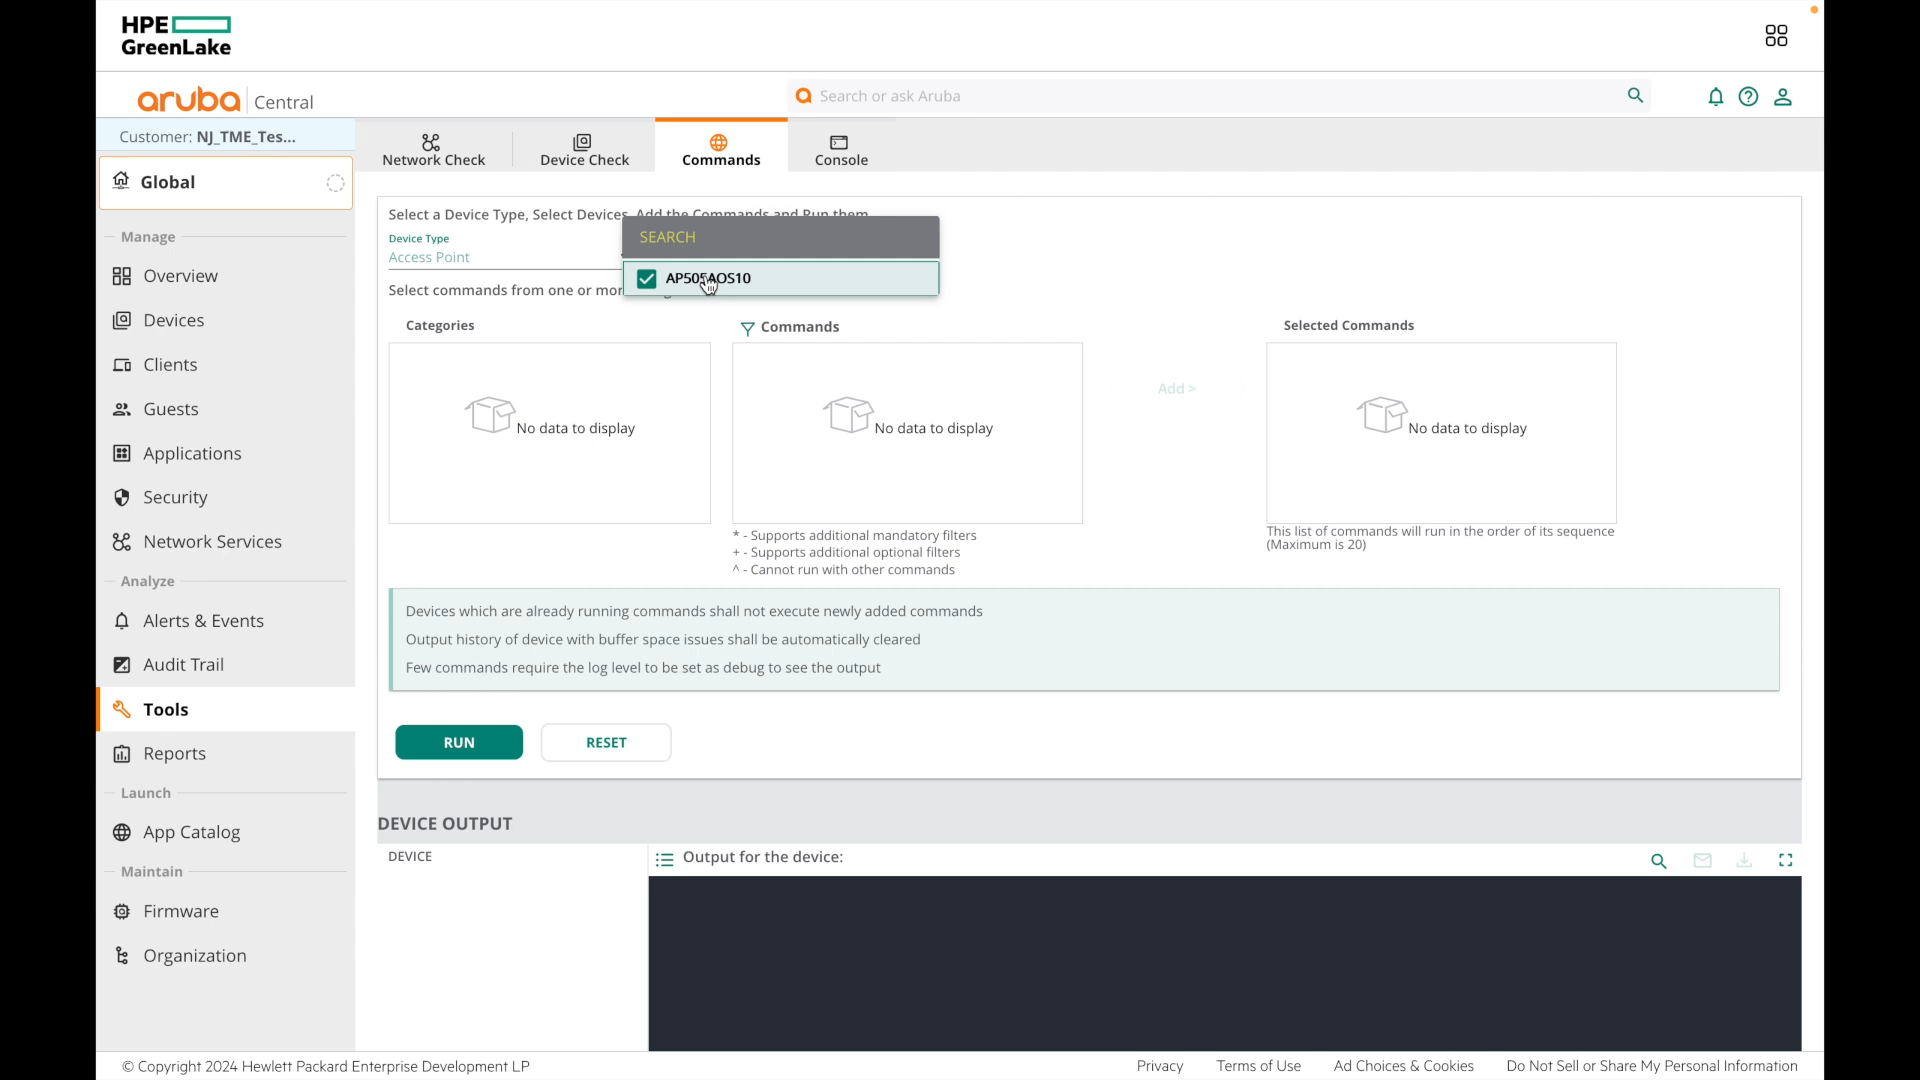 HPE
GreenLake
aruba Central
Search or ask Aruba
Customer: NJ_TME_Tes...
Global
Manage
Overview
Devices
Clients
Guests
Applications
Security
Network Services
Analyze
Alerts & Events
Audit Trail
Tools
Reports
Launch
App Catalog
Maintain
Firmware
Organization
Network Check
Device Check
Commands
Console
Select a Device Type, Select Devices, Add the Commands and Run them
Device Type
Access Point
SEARCH
AP505AOS10
Select commands from one or mor
Categories
Commands
Selected Commands
No data to display
No data to display
Add >
No data to display
* - Supports additional mandatory filters
+ - Supports additional optional filters
^ - Cannot run with other commands
This list of commands will run in the order of its sequence
(Maximum is 20)
Devices which are already running commands shall not execute newly added commands
Output history of device with buffer space issues shall be automatically cleared
Few commands require the log level to be set as debug to see the output
RUN
RESET
DEVICE OUTPUT
DEVICE
Output for the device:
© Copyright 2024 Hewlett Packard Enterprise Development LP
Privacy
Terms of Use
Ad Choices & Cookies
Do Not Sell or Share My Personal Information